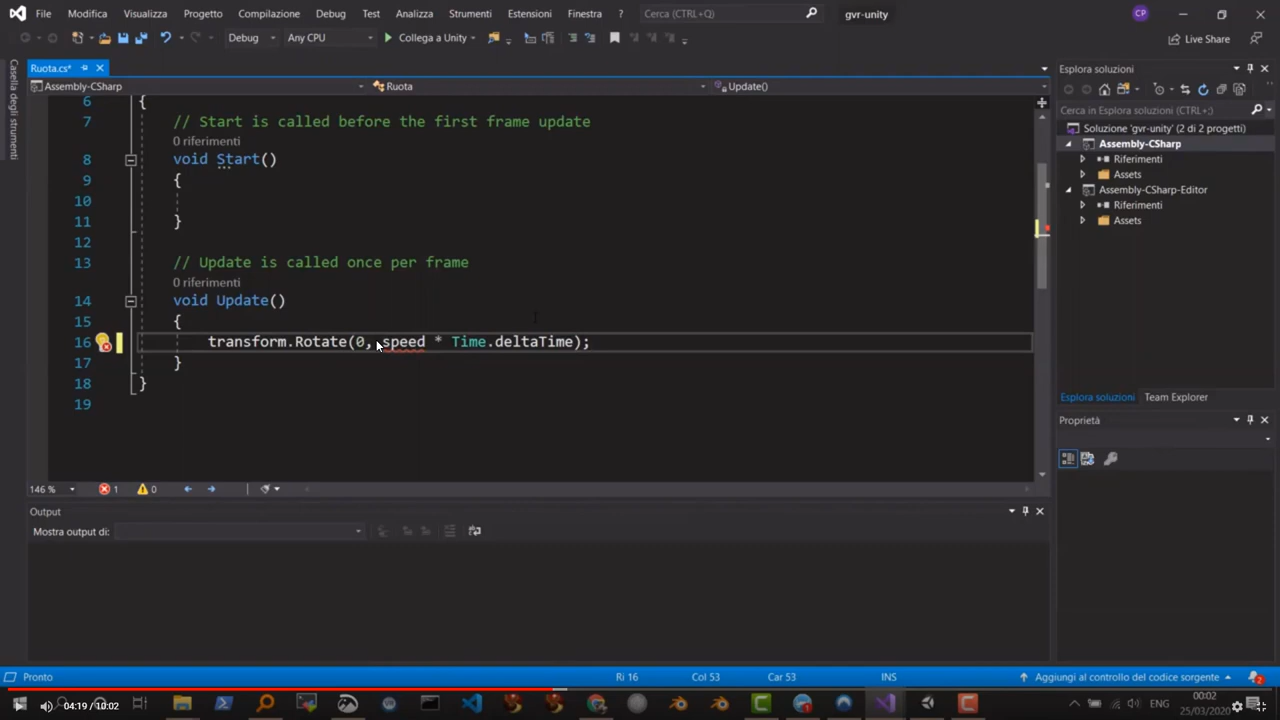 File Modifica Visualizza Progetto Compilazione Debug Test Analizza Strumenti Estensioni Finestra ? Cerca (CTRL+Q) gvr-unity CP
Debug Any CPU Collega a Unity Live Share
Casella degli strumenti
Ruota.cs*
Assembly-CSharp Ruota Update()
6 {
7 // Start is called before the first frame update
0 riferimenti
8 void Start()
9 {
10
11 }
12
13 // Update is called once per frame
0 riferimenti
14 void Update()
15 {
16 transform.Rotate(0, speed * Time.deltaTime);
17 }
18 }
19
146 % 1 0
Output
Mostra output di:
Esplora soluzioni
Cerca in Esplora soluzioni (CTRL+;)
Soluzione 'gvr-unity' (2 di 2 progetti)
Assembly-CSharp
Riferimenti
Assets
Assembly-CSharp-Editor
Riferimenti
Assets
Esplora soluzioni Team Explorer
Proprietà
Pronto Ri 16 Col 53 Car 53 INS Aggiungi al controllo del codice sorgente 2
04:19 / 10:02 ENG 00:02
25/03/2020